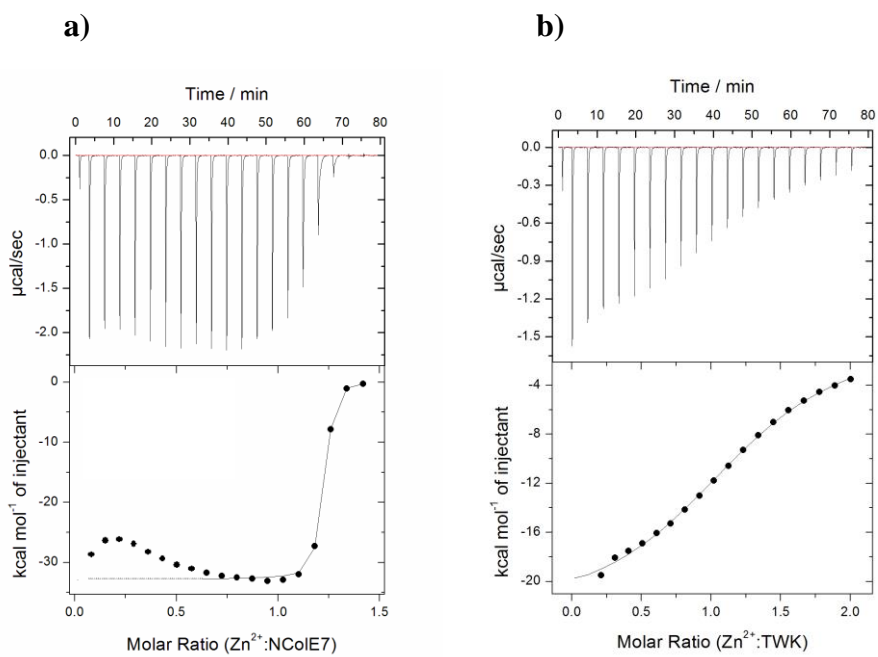 a)
Time / min
0 10 20 30 40 50 60 70 80
0.0
-0.5
-1.0
-1.5
-2.0
µcal/sec
0
-10
-20
-30
kcal mol⁻¹ of injectant
0.0 0.5 1.0 1.5
Molar Ratio (Zn²⁺:NColE7)
b)
Time / min
0 10 20 30 40 50 60 70 80
0.0
-0.3
-0.6
-0.9
-1.2
-1.5
µcal/sec
-4
-8
-12
-16
-20
kcal mol⁻¹ of injectant
0.0 0.5 1.0 1.5 2.0
Molar Ratio (Zn²⁺:TWK)